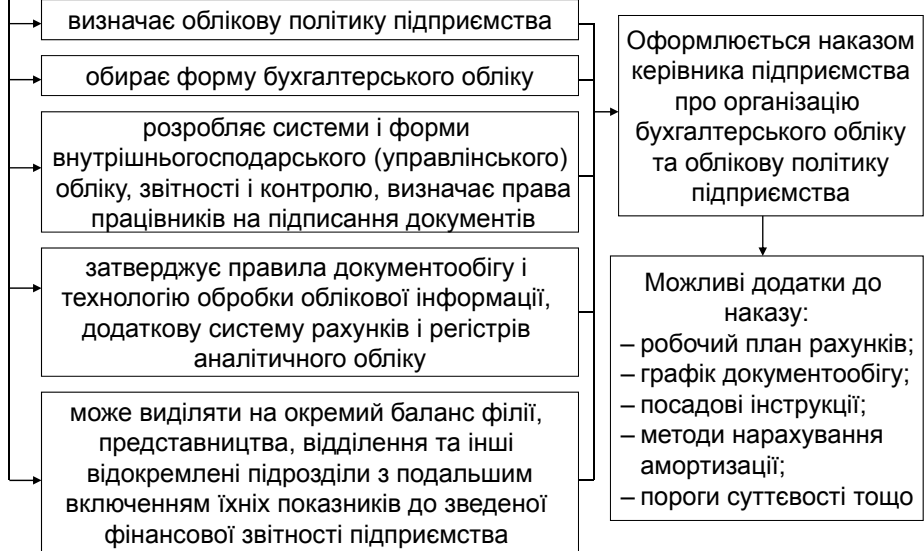 визначає облікову політику підприємства
обирає форму бухгалтерського обліку
розробляє системи і форми
внутрішньогосподарського (управлінського)
обліку, звітності і контролю, визначає права
працівників на підписання документів
затверджує правила документообігу і
технологію обробки облікової інформації,
додаткову систему рахунків і регістрів
аналітичного обліку
може виділяти на окремий баланс філії,
представництва, відділення та інші
відокремлені підрозділи з подальшим
включенням їхніх показників до зведеної
фінансової звітності підприємства
Оформлюється наказом
керівника підприємства
про організацію
бухгалтерського обліку
та облікову політику
підприємства
Можливі додатки до
наказу:
– робочий план рахунків;
– графік документообігу;
– посадові інструкції;
– методи нарахування
амортизації;
– пороги суттєвості тощо